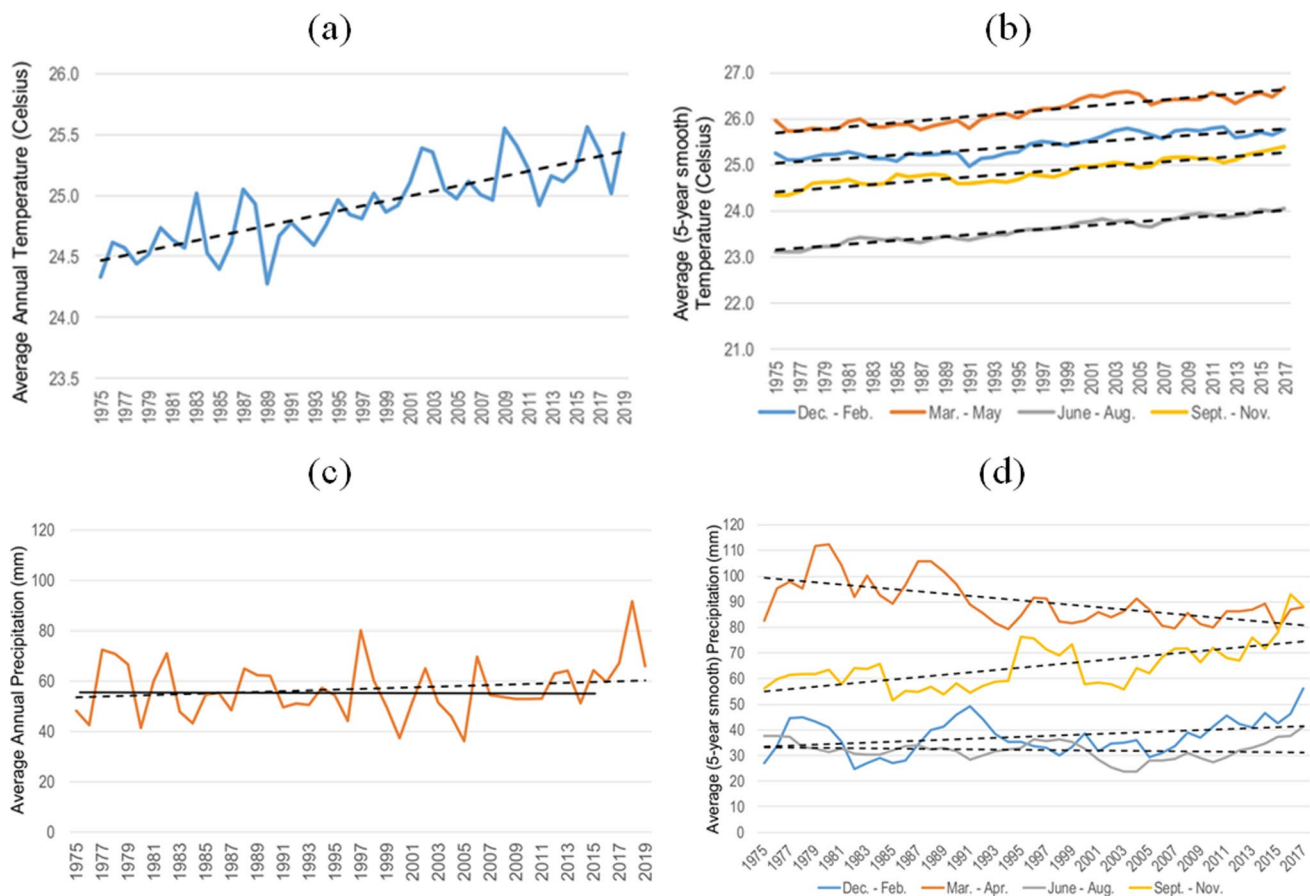 (a)
Average Annual Temperature (Celsius)
26.0
25.5
25.0
24.5
24.0
23.5
1975 1977 1979 1981 1983 1985 1987 1989 1991 1993 1995 1997 1999 2001 2003 2005 2007 2009 2011 2013 2015 2017 2019
(b)
Average (5-year smooth)
Temperature (Celsius)
27.0
26.0
25.0
24.0
23.0
22.0
21.0
1975 1977 1979 1981 1983 1985 1987 1989 1991 1993 1995 1997 1999 2001 2003 2005 2007 2009 2011 2013 2015 2017
Dec. - Feb. Mar. - May June - Aug. Sept. - Nov.
(c)
Average Annual Precipitation (mm)
120
100
80
60
40
20
0
1975 1977 1979 1981 1983 1985 1987 1989 1991 1993 1995 1997 1999 2001 2003 2005 2007 2009 2011 2013 2015 2017 2019
(d)
Average (5-year smooth) Precipitation (mm)
120
110
100
90
80
70
60
50
40
30
20
10
0
1975 1977 1979 1981 1983 1985 1987 1989 1991 1993 1995 1997 1999 2001 2003 2005 2007 2009 2011 2013 2015 2017
Dec. - Feb. Mar. - Apr. June - Aug. Sept. - Nov.